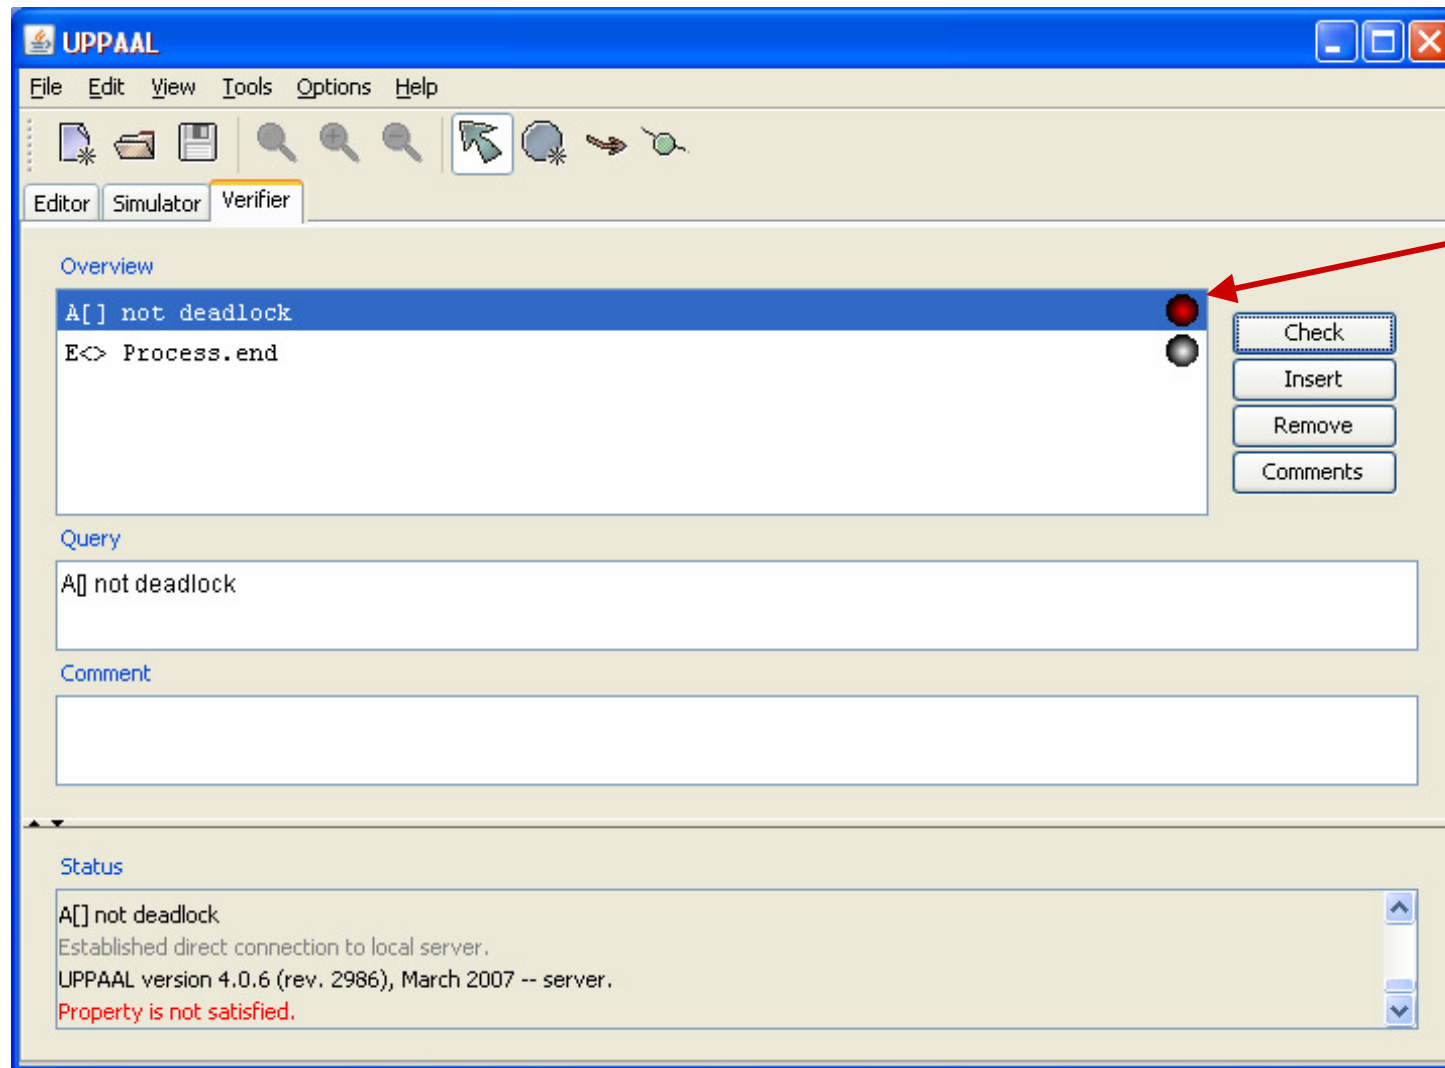 UPPAAL
File Edit View Tools Options Help
Editor Simulator Verifier
Overview
A[] not deadlock
E<> Process.end
Check
Insert
Remove
Comments
Query
A[] not deadlock
Comment
Status
A[] not deadlock
Established direct connection to local server.
UPPAAL version 4.0.6 (rev. 2986), March 2007 -- server.
Property is not satisfied.